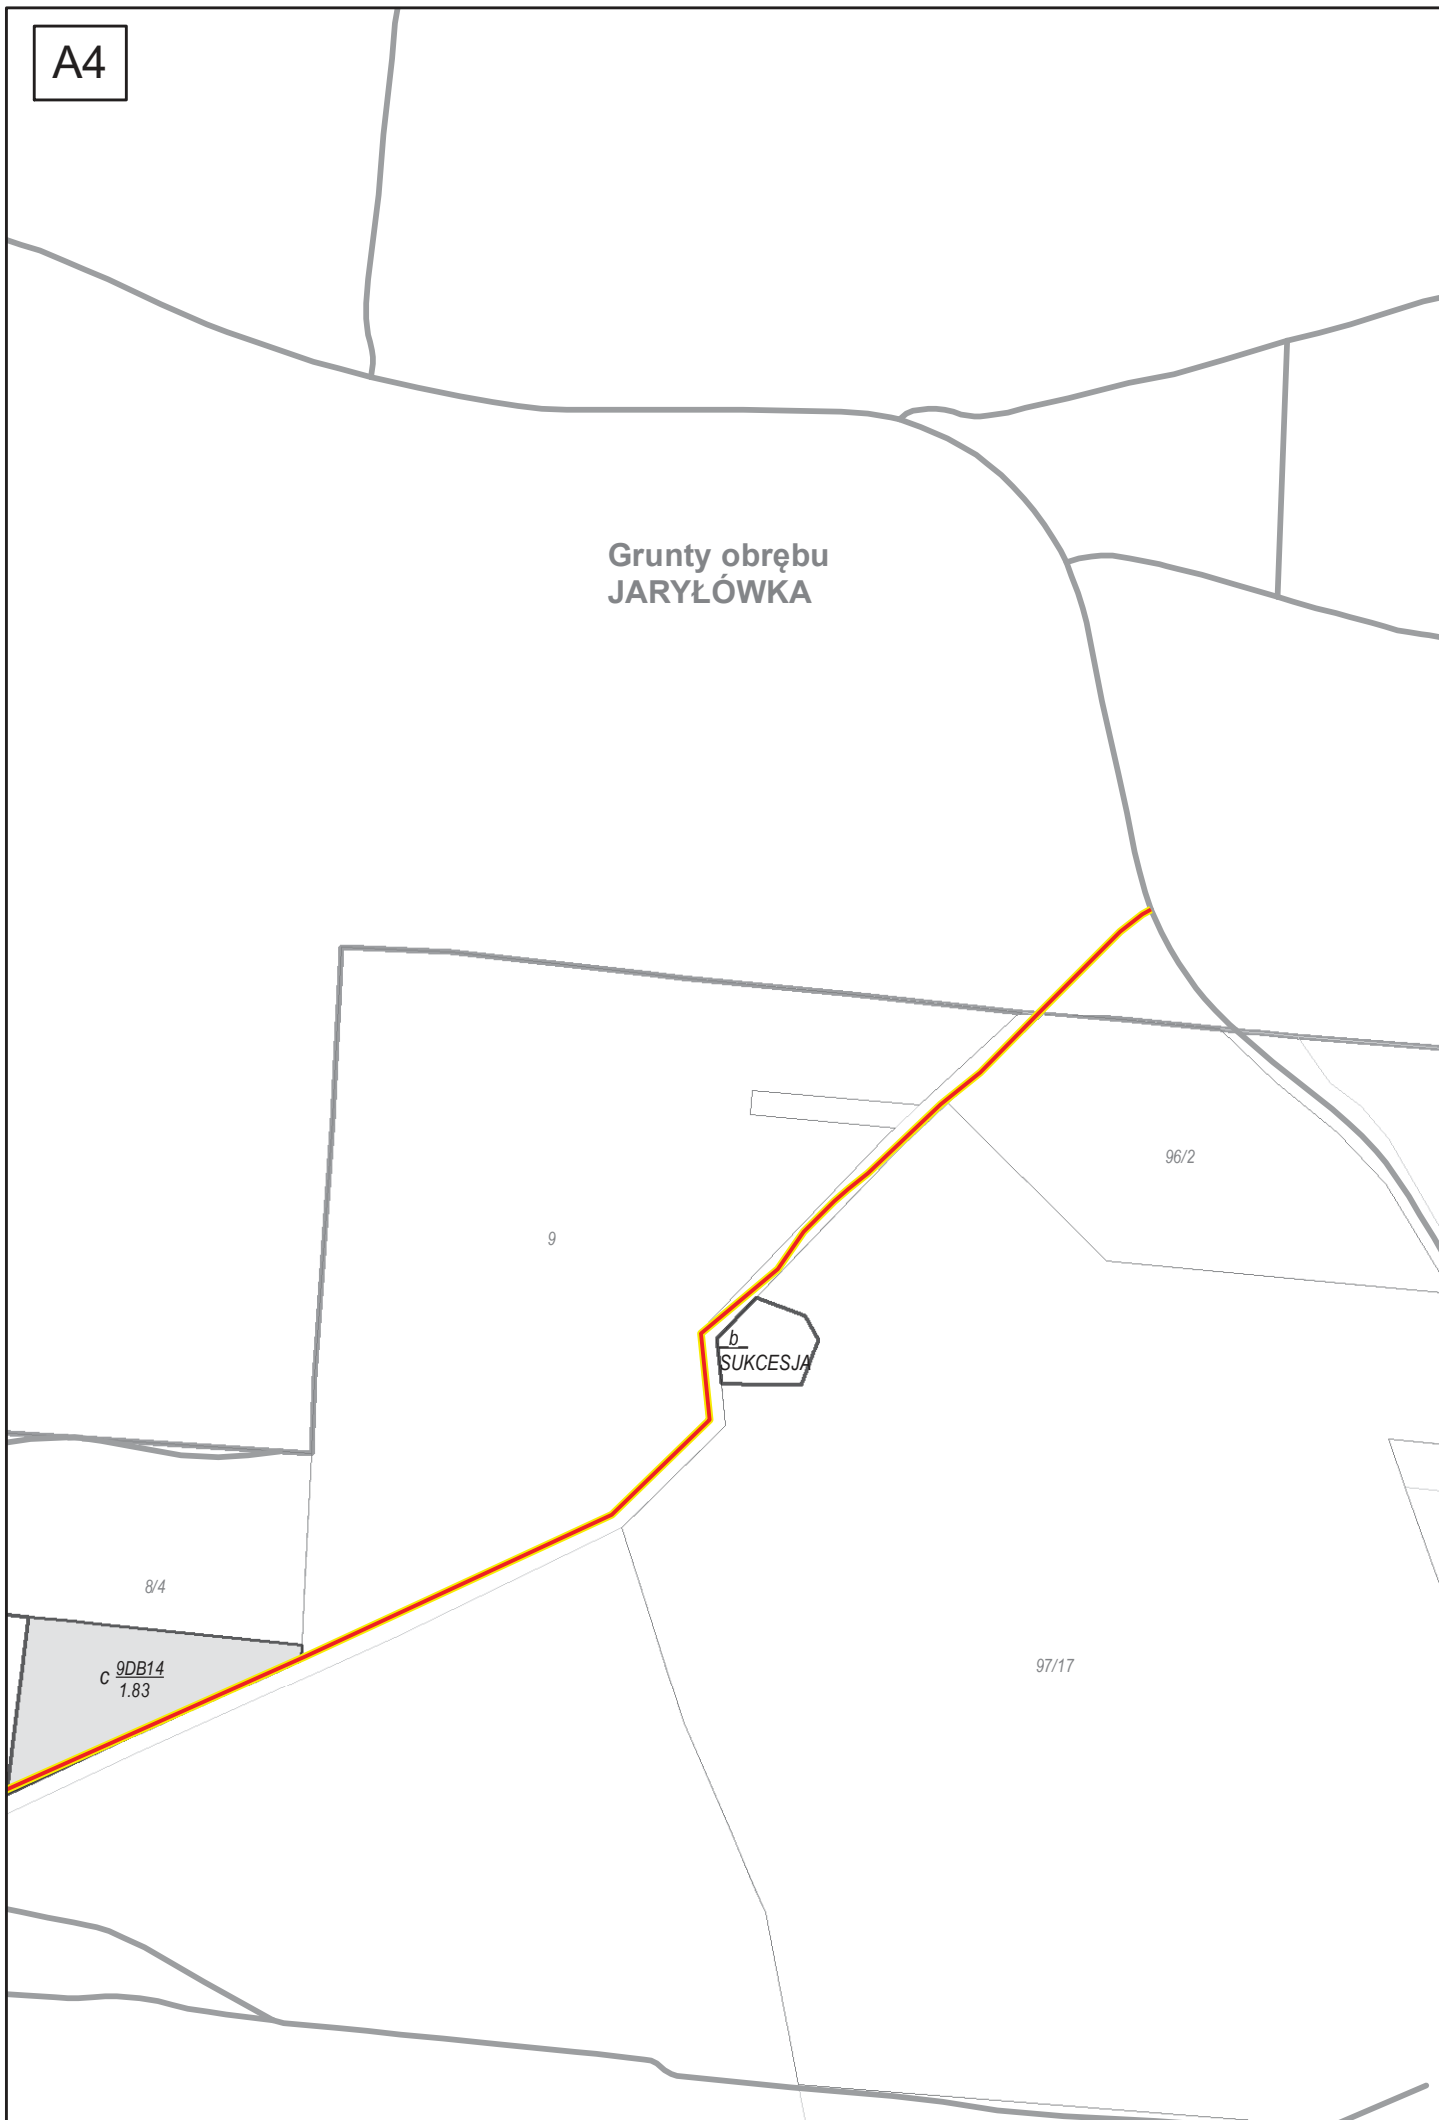 A4
Grunty obrębu
JARYŁÓWKA
96/2
9
b
SUKCESJA
8/4
c 9DB14
1.83
97/17